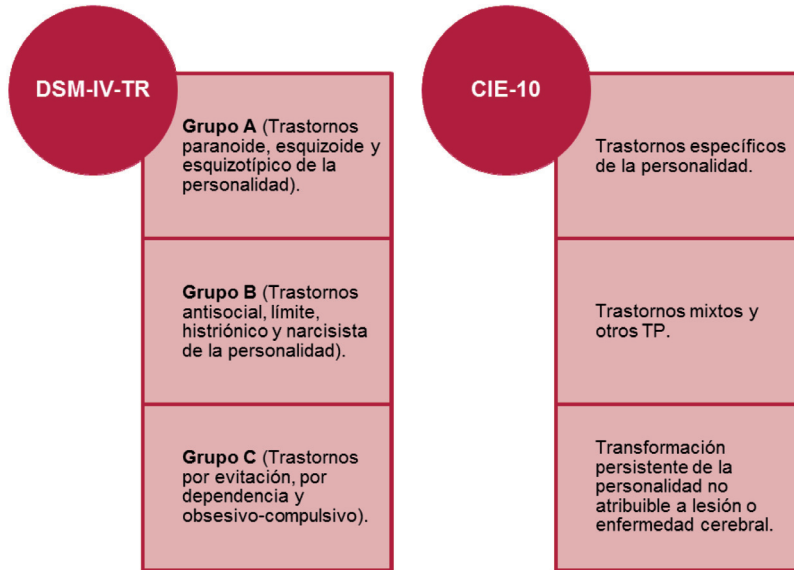 DSM-IV-TR
Grupo A (Trastornos
paranoide, esquizoide y
esquizotípico de la
personalidad).
Grupo B (Trastornos
antisocial, límite,
histriónico y narcisista
de la personalidad).
Grupo C (Trastornos
por evitación, por
dependencia y
obsesivo-compulsivo).
CIE-10
Trastornos específicos
de la personalidad.
Trastornos mixtos y
otros TP.
Transformación
persistente de la
personalidad no
atribuible a lesión o
enfermedad cerebral.